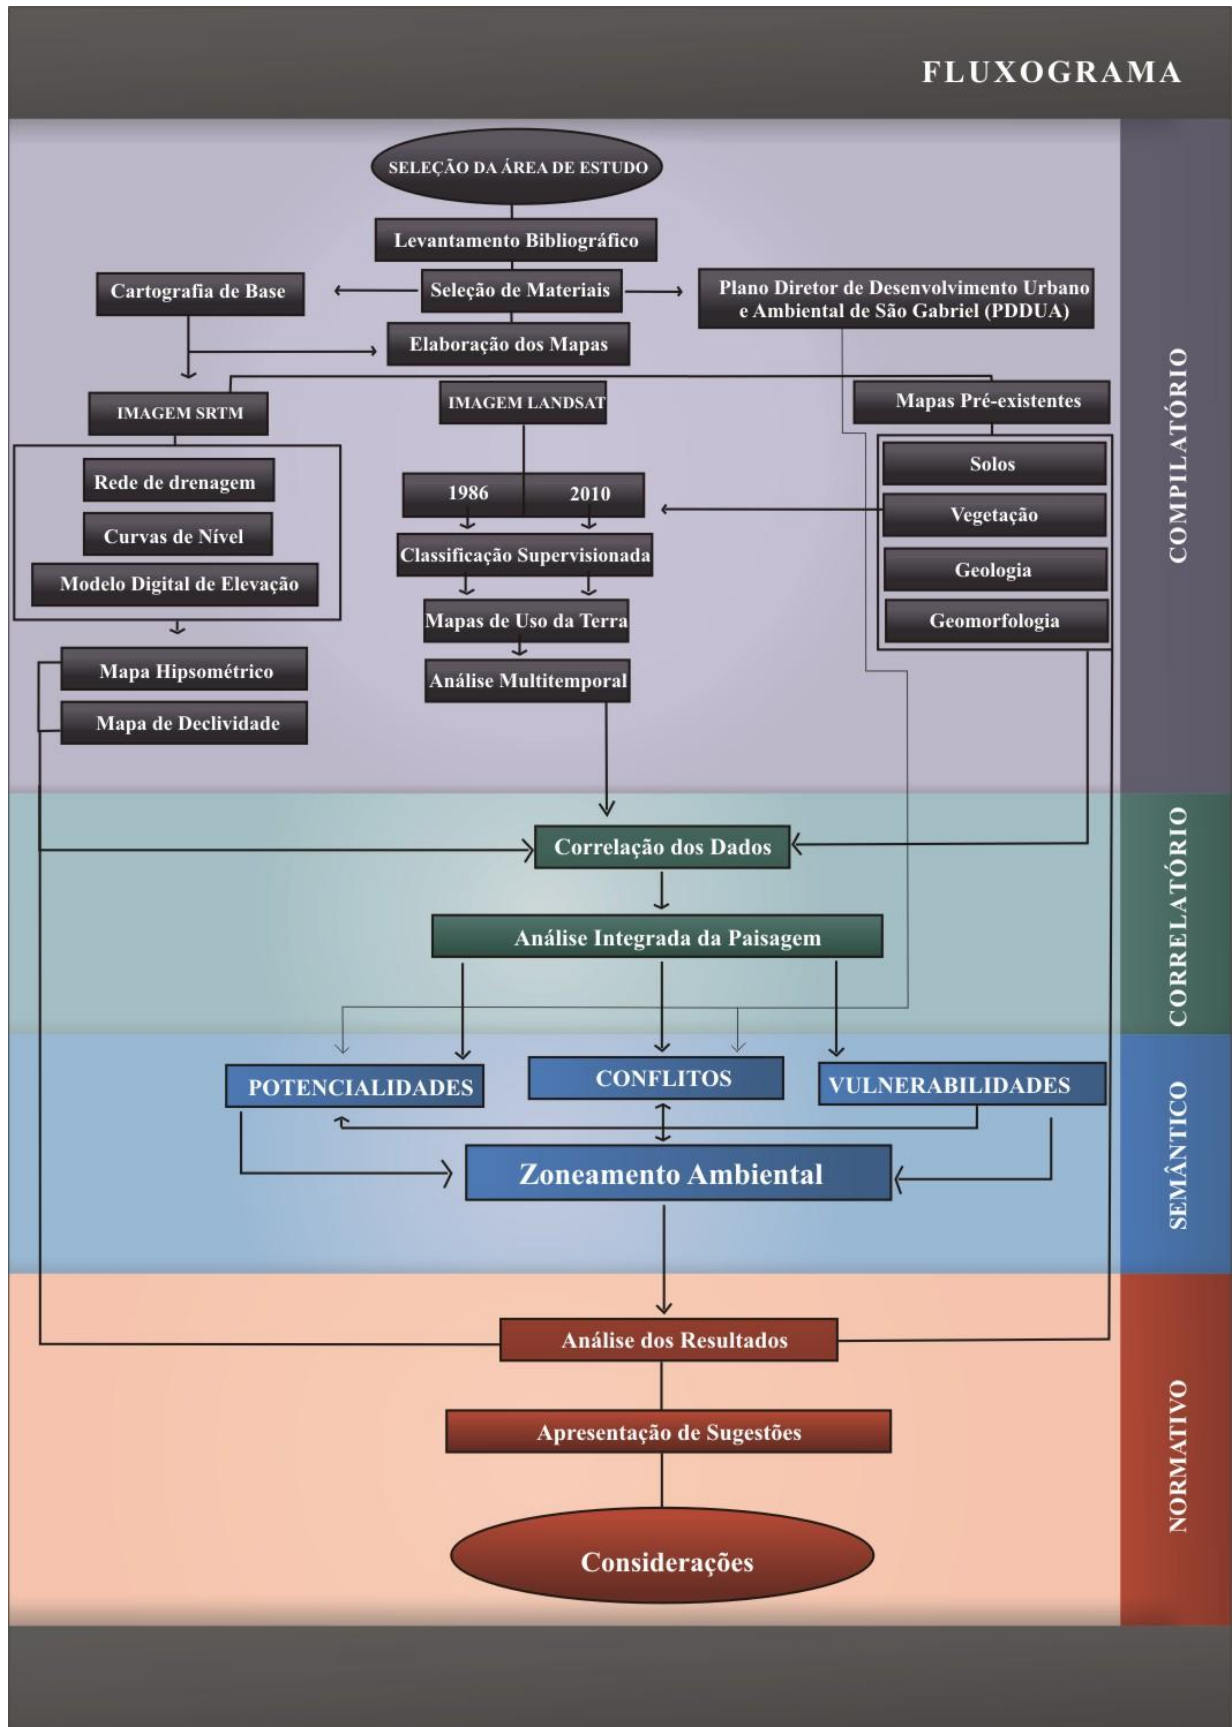 FLUXOGRAMA
SELEÇÃO DA ÁREA DE ESTUDO
Levantamento Bibliográfico
Cartografia de Base
Seleção de Materiais
Plano Diretor de Desenvolvimento Urbano
e Ambiental de São Gabriel (PDDUA)
Elaboração dos Mapas
IMAGEM SRTM
IMAGEM LANDSAT
Mapas Pré-existentes
Rede de drenagem
Curvas de Nível
Modelo Digital de Elevação
1986
2010
Classificação Supervisionada
Mapas de Uso da Terra
Análise Multitemporal
Solos
Vegetação
Geologia
Geomorfologia
Mapa Hipsométrico
Mapa de Declividade
COMPILATÓRIO
Correlação dos Dados
Análise Integrada da Paisagem
CORRELATÓRIO
POTENCIALIDADES
CONFLITOS
VULNERABILIDADES
Zoneamento Ambiental
SEMÂNTICO
Análise dos Resultados
Apresentação de Sugestões
Considerações
NORMATIVO